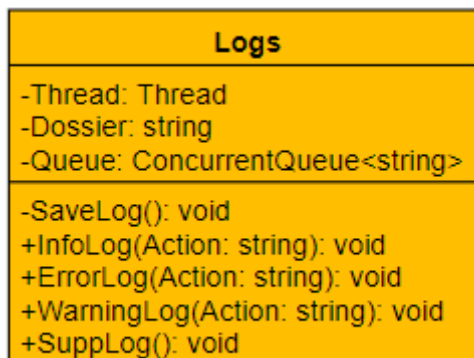 Logs
-Thread: Thread
-Dossier: string
-Queue: ConcurrentQueue<string>
-SaveLog(): void
+InfoLog(Action: string): void
+ErrorLog(Action: string): void
+WarningLog(Action: string): void
+SuppLog(): void